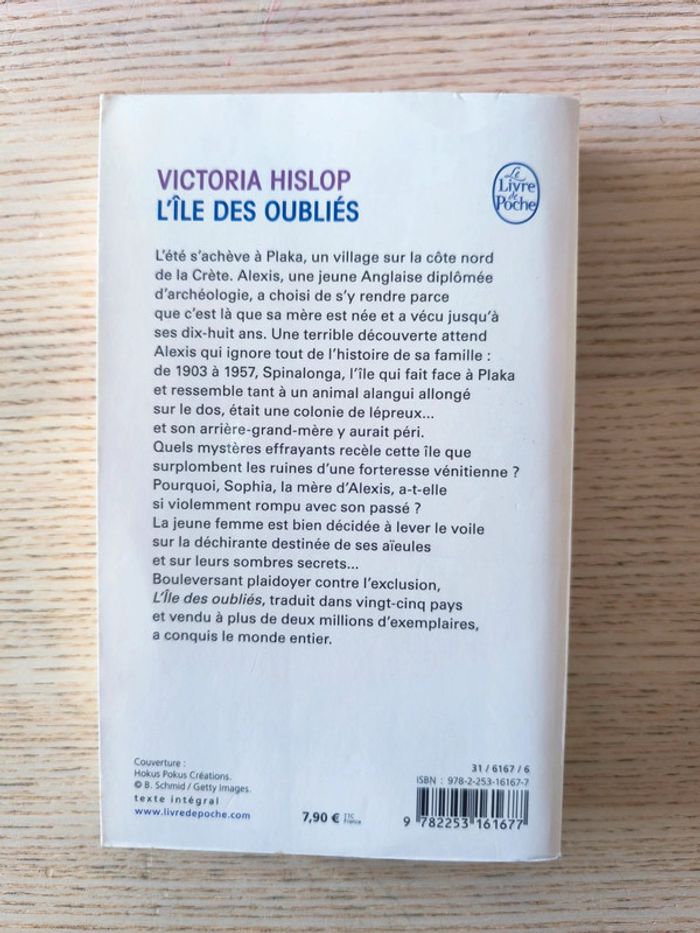 VICTORIA HISLOP
L'ÎLE DES OUBLIÉS
Le
Livre
de
Poche
L'été s'achève à Plaka, un village sur la côte nord
de la Crète. Alexis, une jeune Anglaise diplômée
d'archéologie, a choisi de s'y rendre parce
que c'est là que sa mère est née et a vécu jusqu'à
ses dix-huit ans. Une terrible découverte attend
Alexis qui ignore tout de l'histoire de sa famille :
de 1903 à 1957, Spinalonga, l'île qui fait face à Plaka
et ressemble tant à un animal alangui allongé
sur le dos, était une colonie de lépreux...
et son arrière-grand-mère y aurait péri.
Quels mystères effrayants recèle cette île que
surplombent les ruines d'une forteresse vénitienne ?
Pourquoi, Sophia, la mère d'Alexis, a-t-elle
si violemment rompu avec son passé ?
La jeune femme est bien décidée à lever le voile
sur la déchirante destinée de ses aïeules
et sur leurs sombres secrets...
Bouleversant plaidoyer contre l'exclusion,
L'Île des oubliés, traduit dans vingt-cinq pays
et vendu à plus de deux millions d'exemplaires,
a conquis le monde entier.
Couverture :
Hokus Pokus Créations.
© B. Schmid / Getty Images.
texte intégral
www.livredepoche.com
7,90 € TTC
France
31 / 6167 / 6
ISBN : 978-2-253-16167-7
9 782253 161677